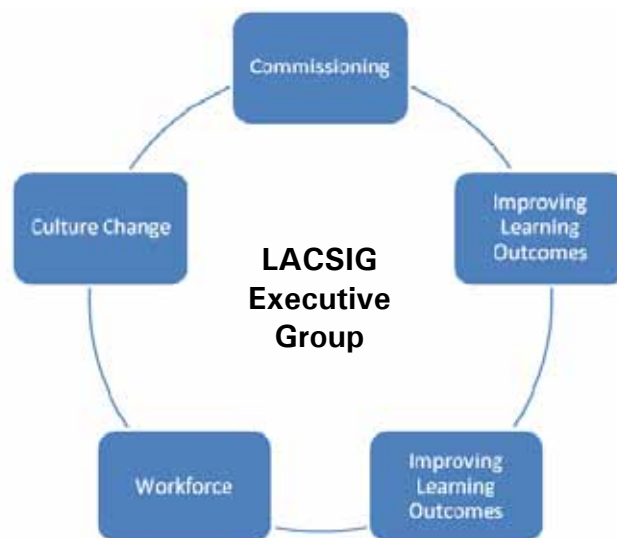 Commissioning
Improving
Learning
Outcomes
Improving
Learning
Outcomes
Workforce
Culture Change
LACSIG
Executive
Group